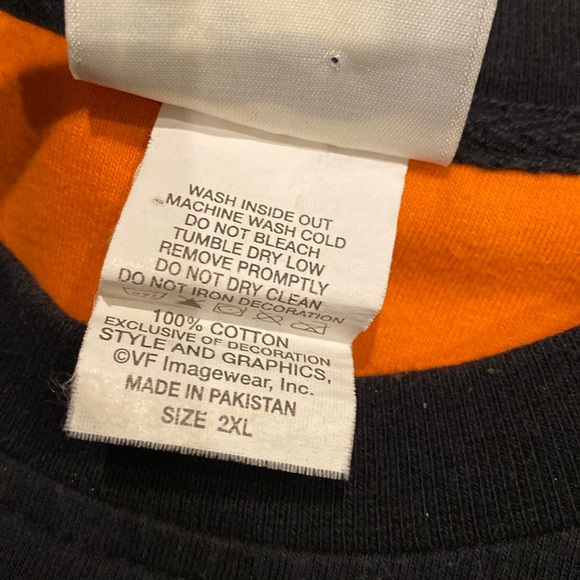 WASH INSIDE OUT
MACHINE WASH COLD
DO NOT BLEACH
TUMBLE DRY LOW
REMOVE PROMPTLY
DO NOT DRY CLEAN
DO NOT IRON DECORATION
100% COTTON
EXCLUSIVE OF DECORATION
STYLE AND GRAPHICS,
©VF Imagewear, Inc.
MADE IN PAKISTAN
SIZE 2XL